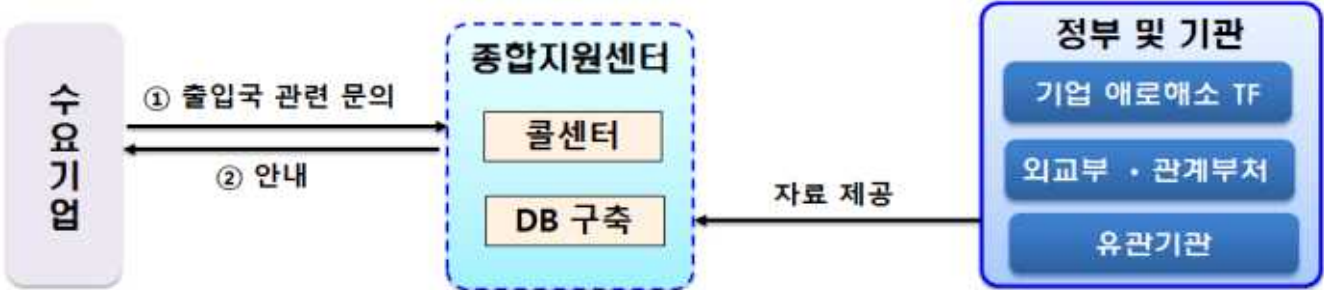 수요기업
① 출입국 관련 문의
② 안내
종합지원센터
콜센터
DB 구축
자료 제공
정부 및 기관
기업 애로해소 TF
외교부 · 관계부처
유관기관